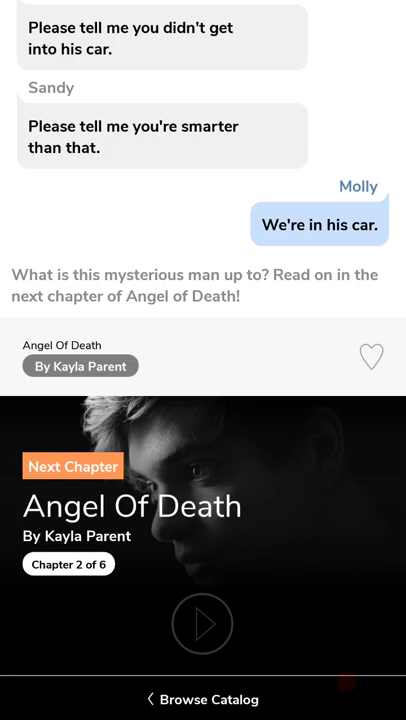 Please tell me you didn't get
into his car.
Sandy
Please tell me you're smarter
than that.
Molly
We're in his car.
What is this mysterious man up to? Read on in the
next chapter of Angel of Death!
Angel Of Death
By Kayla Parent
Next Chapter
Angel Of Death
By Kayla Parent
Chapter 2 of 6
Browse Catalog